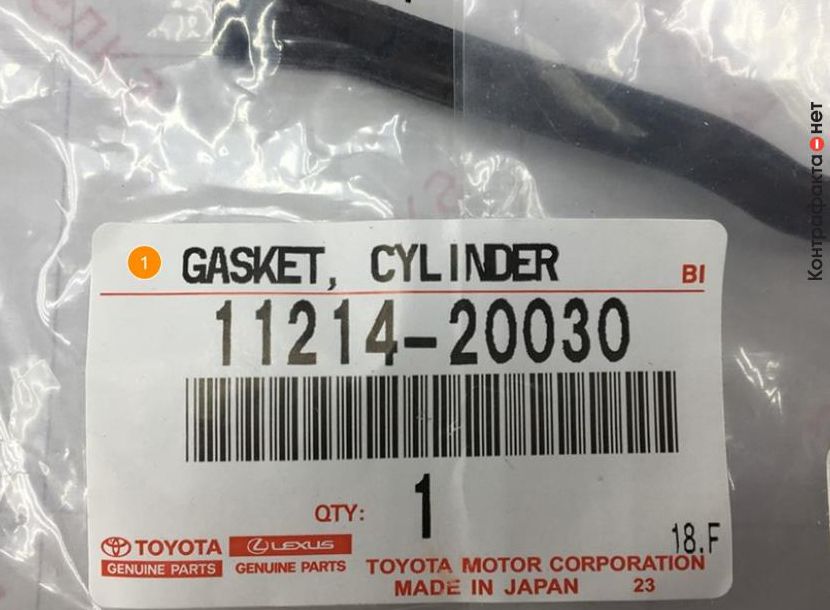 Контрафакта нет
1
GASKET, CYLINDER
BI
11214-20030
QTY: 1
18.F
TOYOTA
LEXUS
GENUINE PARTS
GENUINE PARTS
TOYOTA MOTOR CORPORATION
MADE IN JAPAN 23